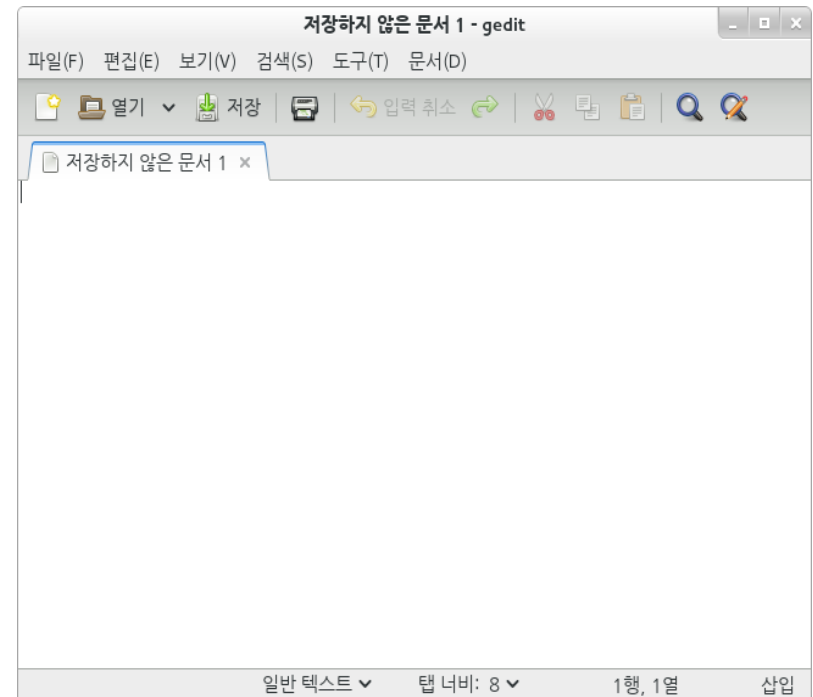 저장하지 않은 문서 1 - gedit
파일(F) 편집(E) 보기(V) 검색(S) 도구(T) 문서(D)
열기 저장 입력 취소
저장하지 않은 문서 1
일반 텍스트 탭 너비: 8 1행, 1열 삽입